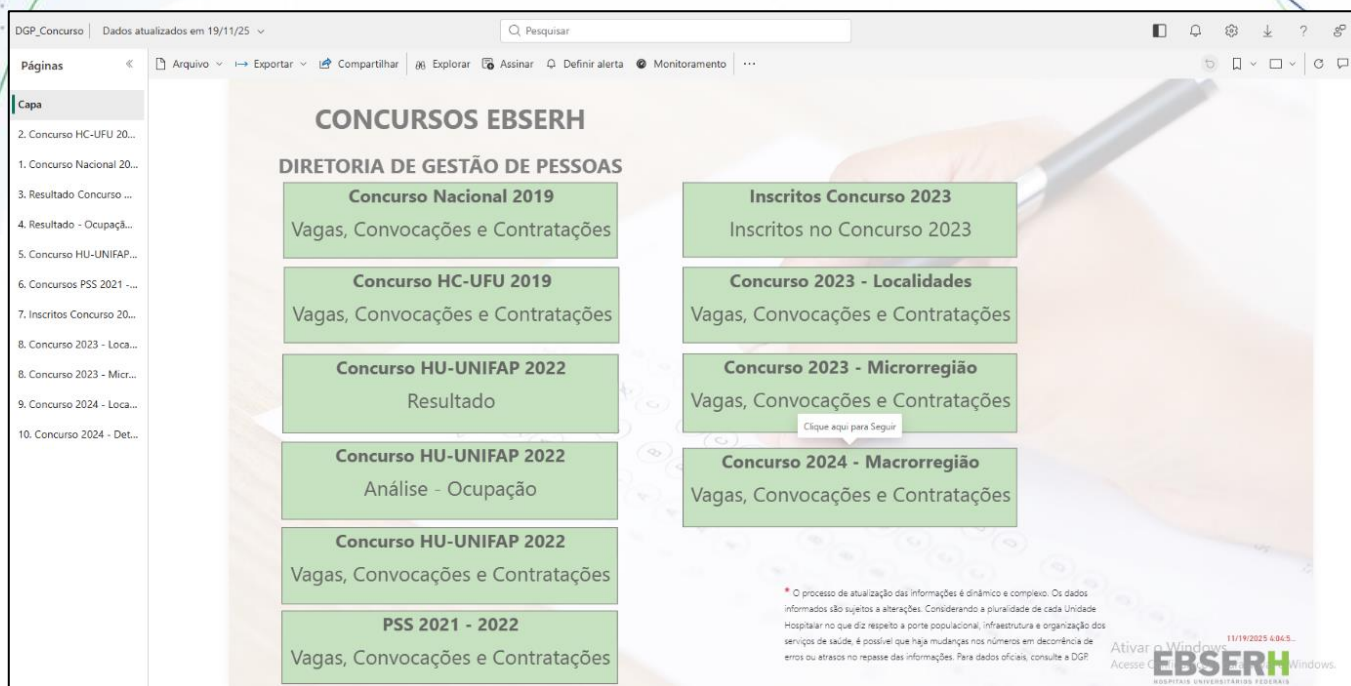 DGP_Concurso | Dados atualizados em 19/11/25
Pesquisar
Páginas
Arquivo Exportar Compartilhar Explorar Assinar Definir alerta Monitoramento ...
Capa
2. Concurso HC-UFU 20...
1. Concurso Nacional 20...
3. Resultado Concurso ...
4. Resultado - Ocupaçã...
5. Concurso HU-UNIFAP...
6. Concursos PSS 2021 -...
7. Inscritos Concurso 20...
8. Concurso 2023 - Loca...
8. Concurso 2023 - Micr...
9. Concurso 2024 - Loca...
10. Concurso 2024 - Det...
CONCURSOS EBSERH
DIRETORIA DE GESTÃO DE PESSOAS
Concurso Nacional 2019
Vagas, Convocações e Contratações
Concurso HC-UFU 2019
Vagas, Convocações e Contratações
Concurso HU-UNIFAP 2022
Resultado
Concurso HU-UNIFAP 2022
Análise - Ocupação
Concurso HU-UNIFAP 2022
Vagas, Convocações e Contratações
PSS 2021 - 2022
Vagas, Convocações e Contratações
Inscritos Concurso 2023
Inscritos no Concurso 2023
Concurso 2023 - Localidades
Vagas, Convocações e Contratações
Concurso 2023 - Microrregião
Vagas, Convocações e Contratações
Clique aqui para Seguir
Concurso 2024 - Macrorregião
Vagas, Convocações e Contratações
* O processo de atualização das informações é dinâmico e complexo. Os dados
informados são sujeitos a alterações. Considerando a pluralidade de cada Unidade
Hospitalar no que diz respeito a porte populacional, infraestrutura e organização dos
serviços de saúde, é possível que haja mudanças nos números em decorrência de
erros ou atrasos no repasse das informações. Para dados oficiais, consulte a DGP.
11/19/2025 4:04:5...
Ativar o Windows
Acesse Windows.
EBSERH
HOSPITAIS UNIVERSITÁRIOS FEDERAIS